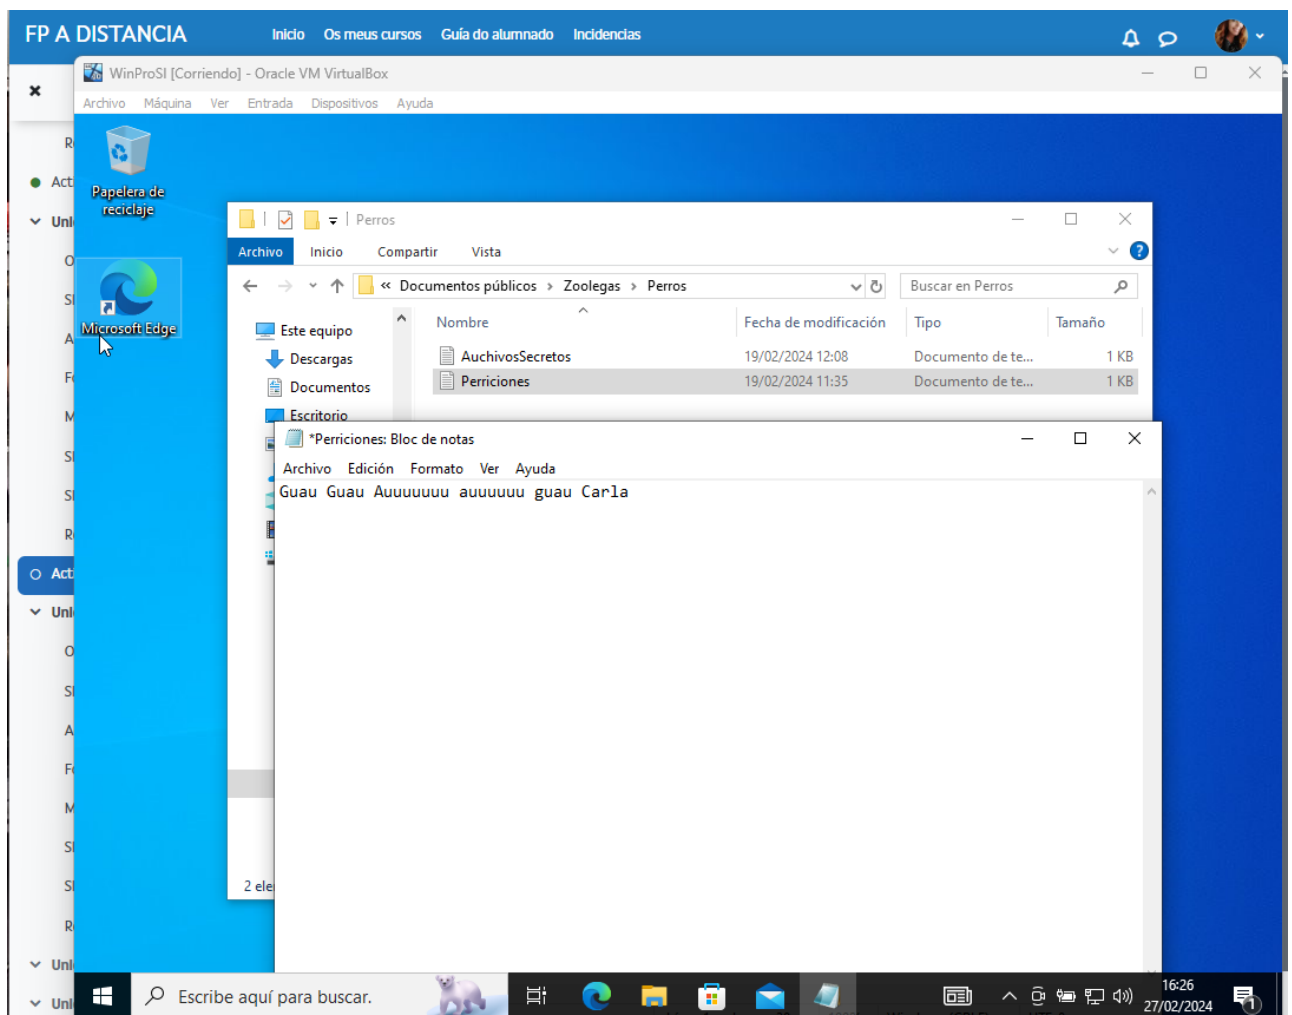 FP A DISTANCIA Inicio Os meus cursos Guía do alumnado Incidencias
WinProSI [Corriendo] - Oracle VM VirtualBox
Archivo Máquina Ver Entrada Dispositivos Ayuda
Papelera de
reciclaje
Microsoft Edge
Perros
Archivo Inicio Compartir Vista
« Documentos públicos > Zoolegas > Perros Buscar en Perros
Nombre Fecha de modificación Tipo Tamaño
Este equipo
Descargas
Documentos
Escritorio
AuchivosSecretos 19/02/2024 12:08 Documento de te... 1 KB
Perriciones 19/02/2024 11:35 Documento de te... 1 KB
*Perriciones: Bloc de notas
Archivo Edición Formato Ver Ayuda
Guau Guau Auuuuuuu auuuuuu guau Carla
2 ele
Escribe aquí para buscar.
16:26
27/02/2024
1